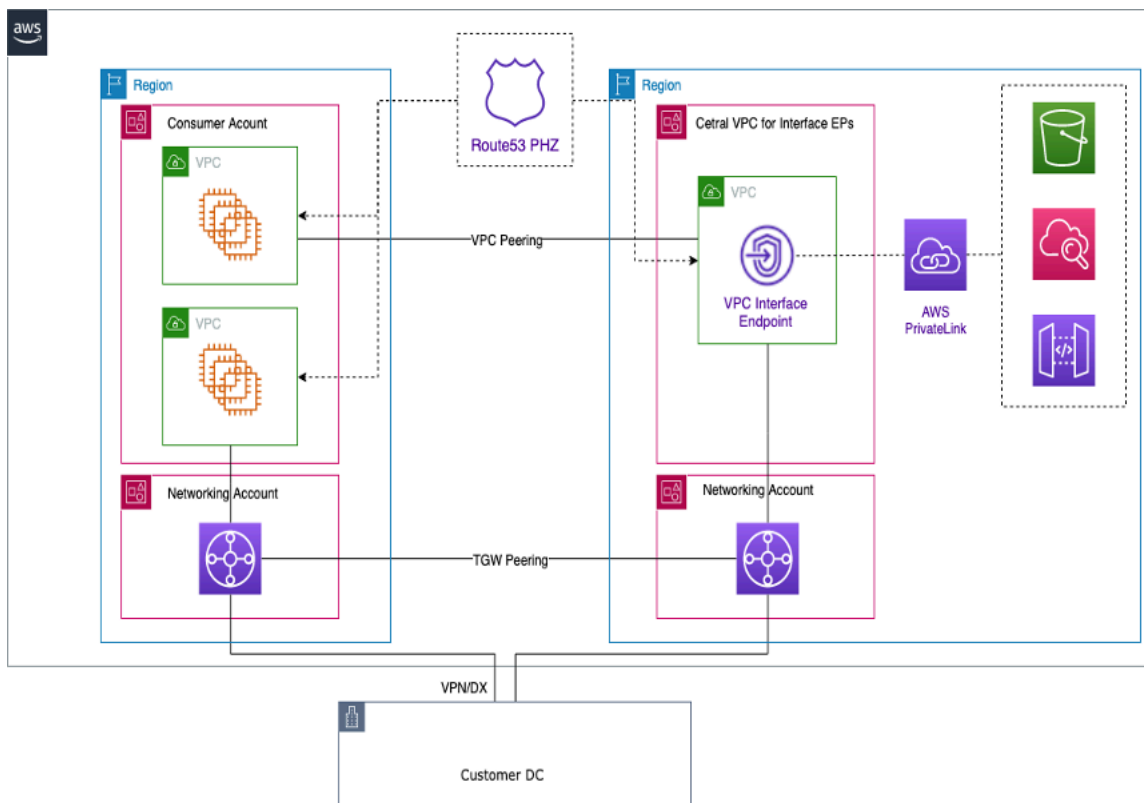 aws
Route53 PHZ
Region
Consumer Acount
VPC
VPC
Networking Account
VPC Peering
TGW Peering
Region
Cetral VPC for Interface EPs
VPC
VPC Interface
Endpoint
AWS
PrivateLink
</>
Networking Account
VPN/DX
Customer DC